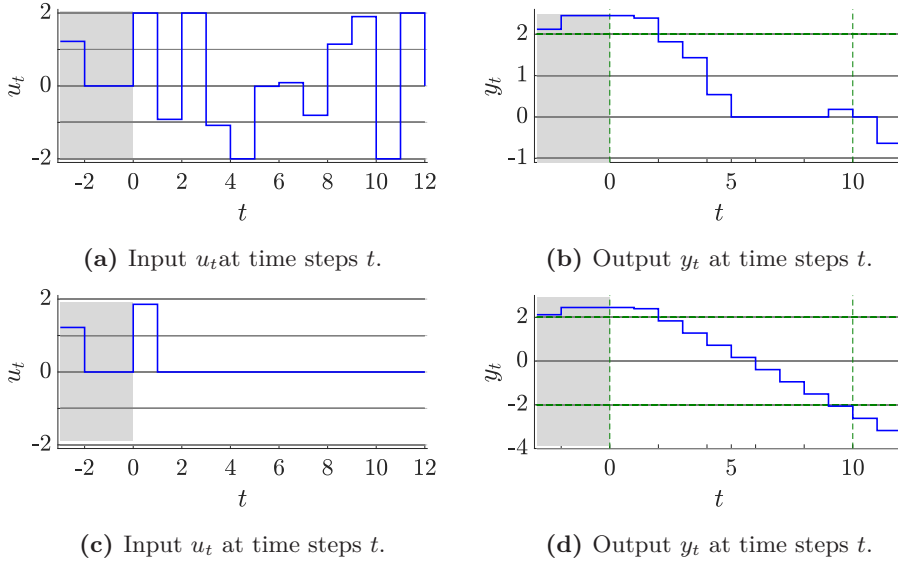 2
0
-2
u_t
-2 0 2 4 6 8 10 12
t
2
1
0
-1
y_t
0 5 10
t
(a) Input u_tat time steps t.
(b) Output y_t at time steps t.
2
0
-2
u_t
-2 0 2 4 6 8 10 12
t
2
0
-2
-4
y_t
0 5 10
t
(c) Input u_t at time steps t.
(d) Output y_t at time steps t.